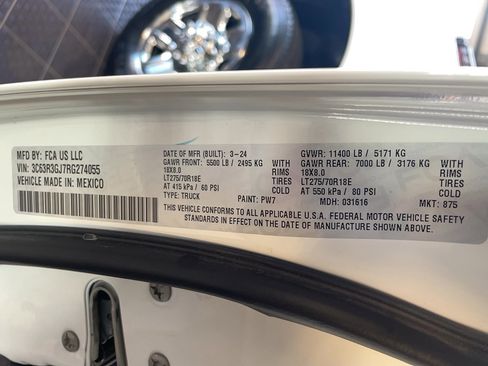 MFD BY: FCA US LLC
VIN: 3C63R3GJ7RG274055
VEHICLE MADE IN: MEXICO
DATE OF MFR (BUILT): 3-24
GAWR FRONT: 5500 LB / 2495 KG
18X8.0 RIMS
LT275/70R18E TIRES
AT 415 kPa / 60 PSI COLD
TYPE: TRUCK PAINT: PW7
GVWR: 11400 LB / 5171 KG
GAWR REAR: 7000 LB / 3176 KG
18X8.0 RIMS
LT275/70R18E TIRES
AT 550 kPa / 80 PSI COLD
MDH: 031616 MKT: 875
THIS VEHICLE CONFORMS TO ALL APPLICABLE U.S.A. FEDERAL MOTOR VEHICLE SAFETY
STANDARDS IN EFFECT ON THE DATE OF MANUFACTURE SHOWN ABOVE.